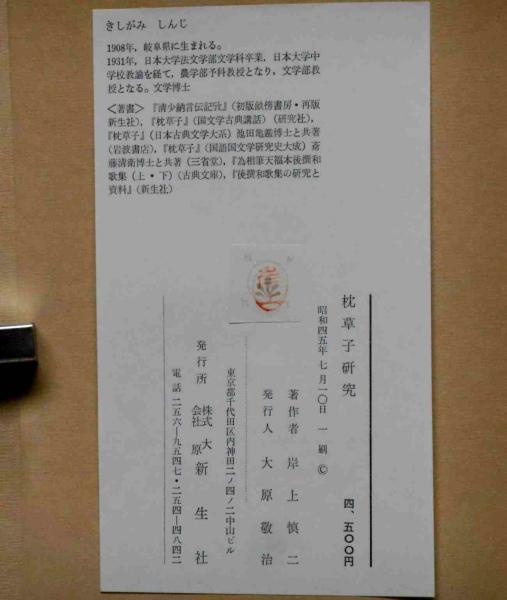 きしがみ　しんじ
1908年，岐阜県に生まれる。
1931年，日本大学法文学部文学科卒業，日本大学中
学校教諭を経て，農学部予科教授となり，文学部教
授となる。文学博士
＜著書＞『清少納言伝記攷』（初版畝傍書房・再版
新生社），『枕草子』（国文学古典講話）（研究社），
『枕草子』（日本古典文学大系）池田亀鑑博士と共著
（岩波書店），『枕草子』（国語国文学研究史大成）斎
藤清衛博士と共著（三省堂），『為相筆天福本後撰和
歌集（上・下）（古典文庫），『後撰和歌集の研究と
資料』（新生社）
枕草子研究
四、五〇〇円
昭和四五年七月一〇日　一刷　©
著作者　岸上慎二
発行人　大原敬治
東京都千代田区内神田二ノ四ノ二中山ビル
発行所　株式会社　大原新生社
電話　二五六―九五四七・二五四―四八四二